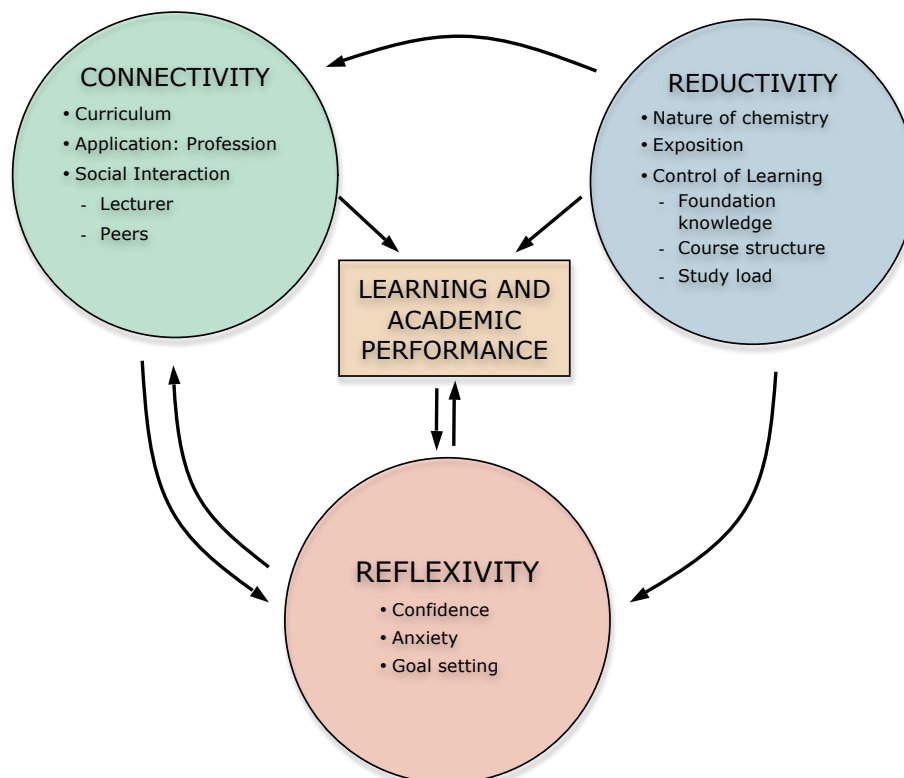 CONNECTIVITY
• Curriculum
• Application: Profession
• Social Interaction
- Lecturer
- Peers
REDUCTIVITY
• Nature of chemistry
• Exposition
• Control of Learning
- Foundation
knowledge
- Course structure
- Study load
LEARNING AND
ACADEMIC
PERFORMANCE
REFLEXIVITY
• Confidence
• Anxiety
• Goal setting